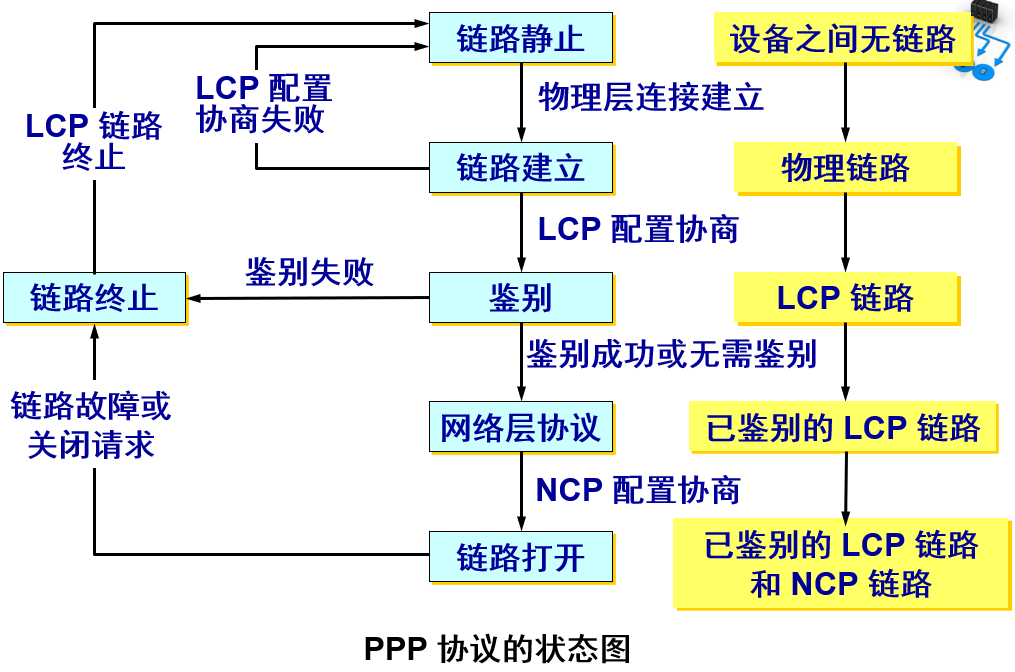 链路静止
设备之间无链路
LCP 配置
协商失败
物理层连接建立
LCP 链路
终止
链路建立
物理链路
LCP 配置协商
鉴别失败
链路终止
鉴别
LCP 链路
鉴别成功或无需鉴别
链路故障或
关闭请求
网络层协议
已鉴别的 LCP 链路
NCP 配置协商
链路打开
已鉴别的 LCP 链路
和 NCP 链路
PPP 协议的状态图